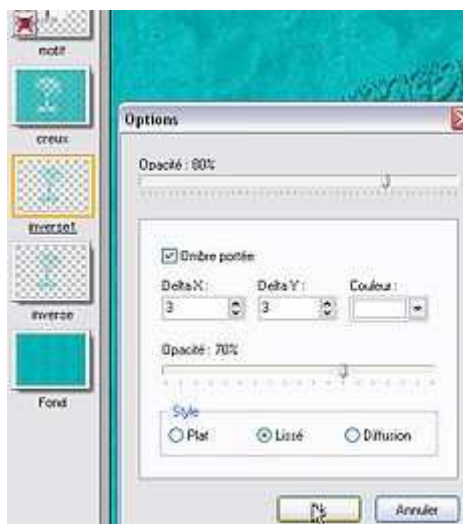 motif
creux
inverse1
inverse
Fond
Options
Opacité : 80%
Ombre portée
Delta X :
Delta Y :
Couleur :
3
3
Opacité : 70%
Style
Plat
Lissé
Diffusion
Annuler